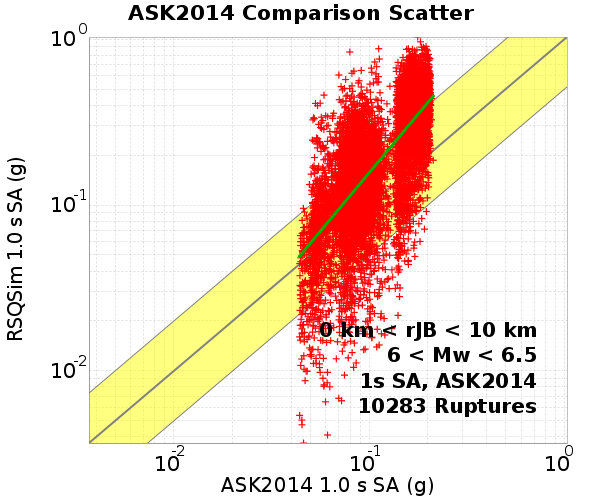 ASK2014 Comparison Scatter
RSQSim 1.0 s SA (g)
10^0
10^-1
10^-2
0 km < rJB < 10 km
6 < Mw < 6.5
1s SA, ASK2014
10283 Ruptures
10^-2 10^-1 10^0
ASK2014 1.0 s SA (g)